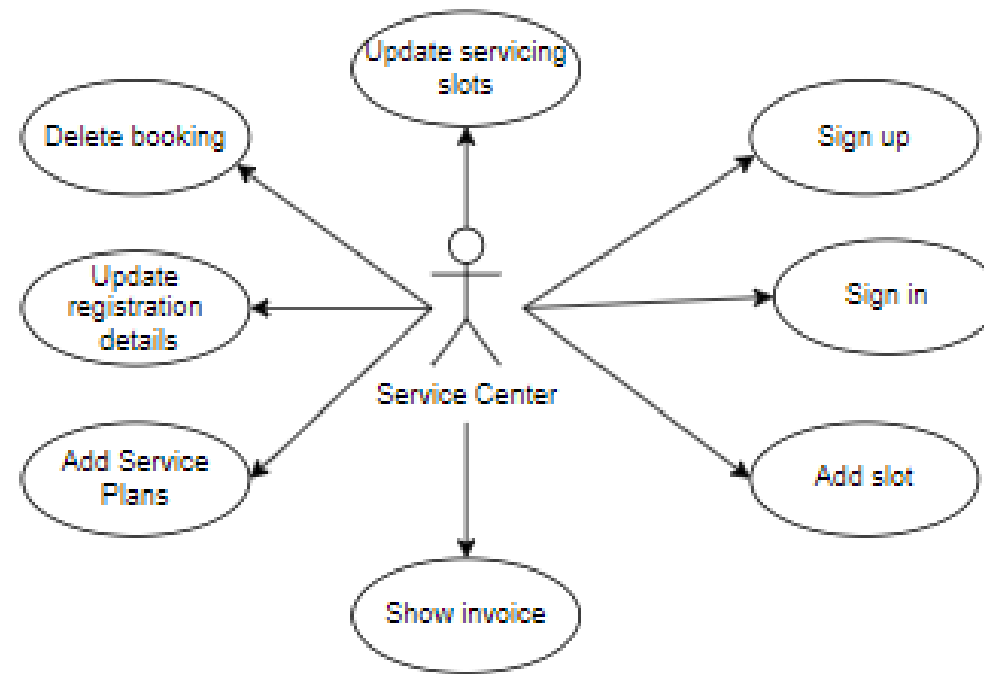 Update servicing
slots
Delete booking
Sign up
Update
registration
details
Sign in
Service Center
Add Service
Plans
Add slot
Show invoice